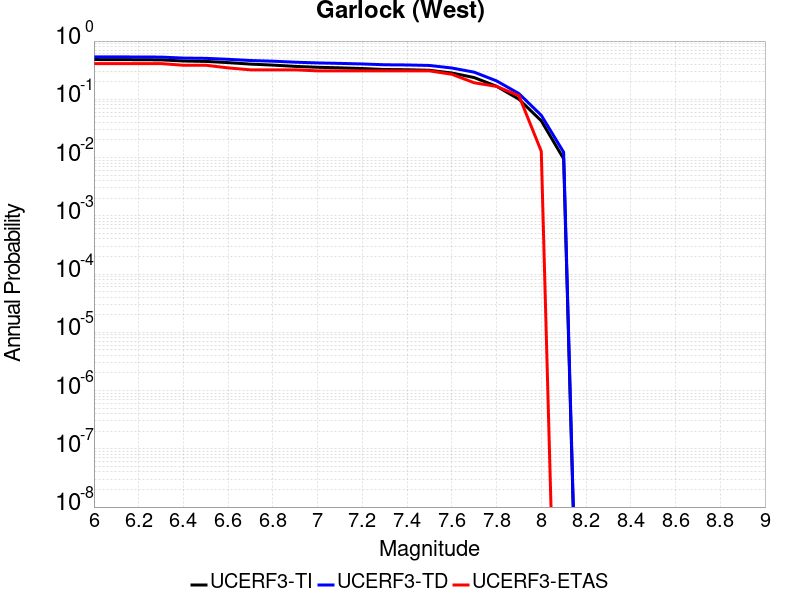 Garlock (West)
10^0
10^-1
10^-2
10^-3
10^-4
10^-5
10^-6
10^-7
10^-8
Annual Probability
6 6.2 6.4 6.6 6.8 7 7.2 7.4 7.6 7.8 8 8.2 8.4 8.6 8.8 9
Magnitude
UCERF3-TI UCERF3-TD UCERF3-ETAS